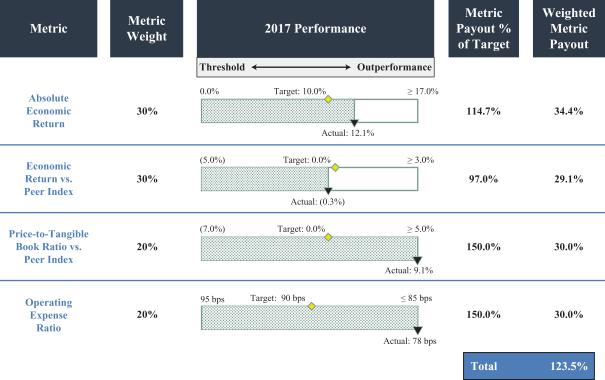 Metric
Metric
Weight
2017 Performance
Metric
Payout %
of Target
Weighted
Metric
Payout
Threshold
Outperformance
Absolute
Economic
Return
30%
0.0%
Target: 10.0%
≥ 17.0%
Actual: 12.1%
114.7%
34.4%
Economic
Return vs.
Peer Index
30%
(5.0%)
Target: 0.0%
≥ 3.0%
Actual: (0.3%)
97.0%
29.1%
Price-to-Tangible
Book Ratio vs.
Peer Index
20%
(7.0%)
Target: 0.0%
≥ 5.0%
Actual: 9.1%
150.0%
30.0%
Operating
Expense
Ratio
20%
95 bps
Target: 90 bps
≤ 85 bps
Actual: 78 bps
150.0%
30.0%
Total 123.5%